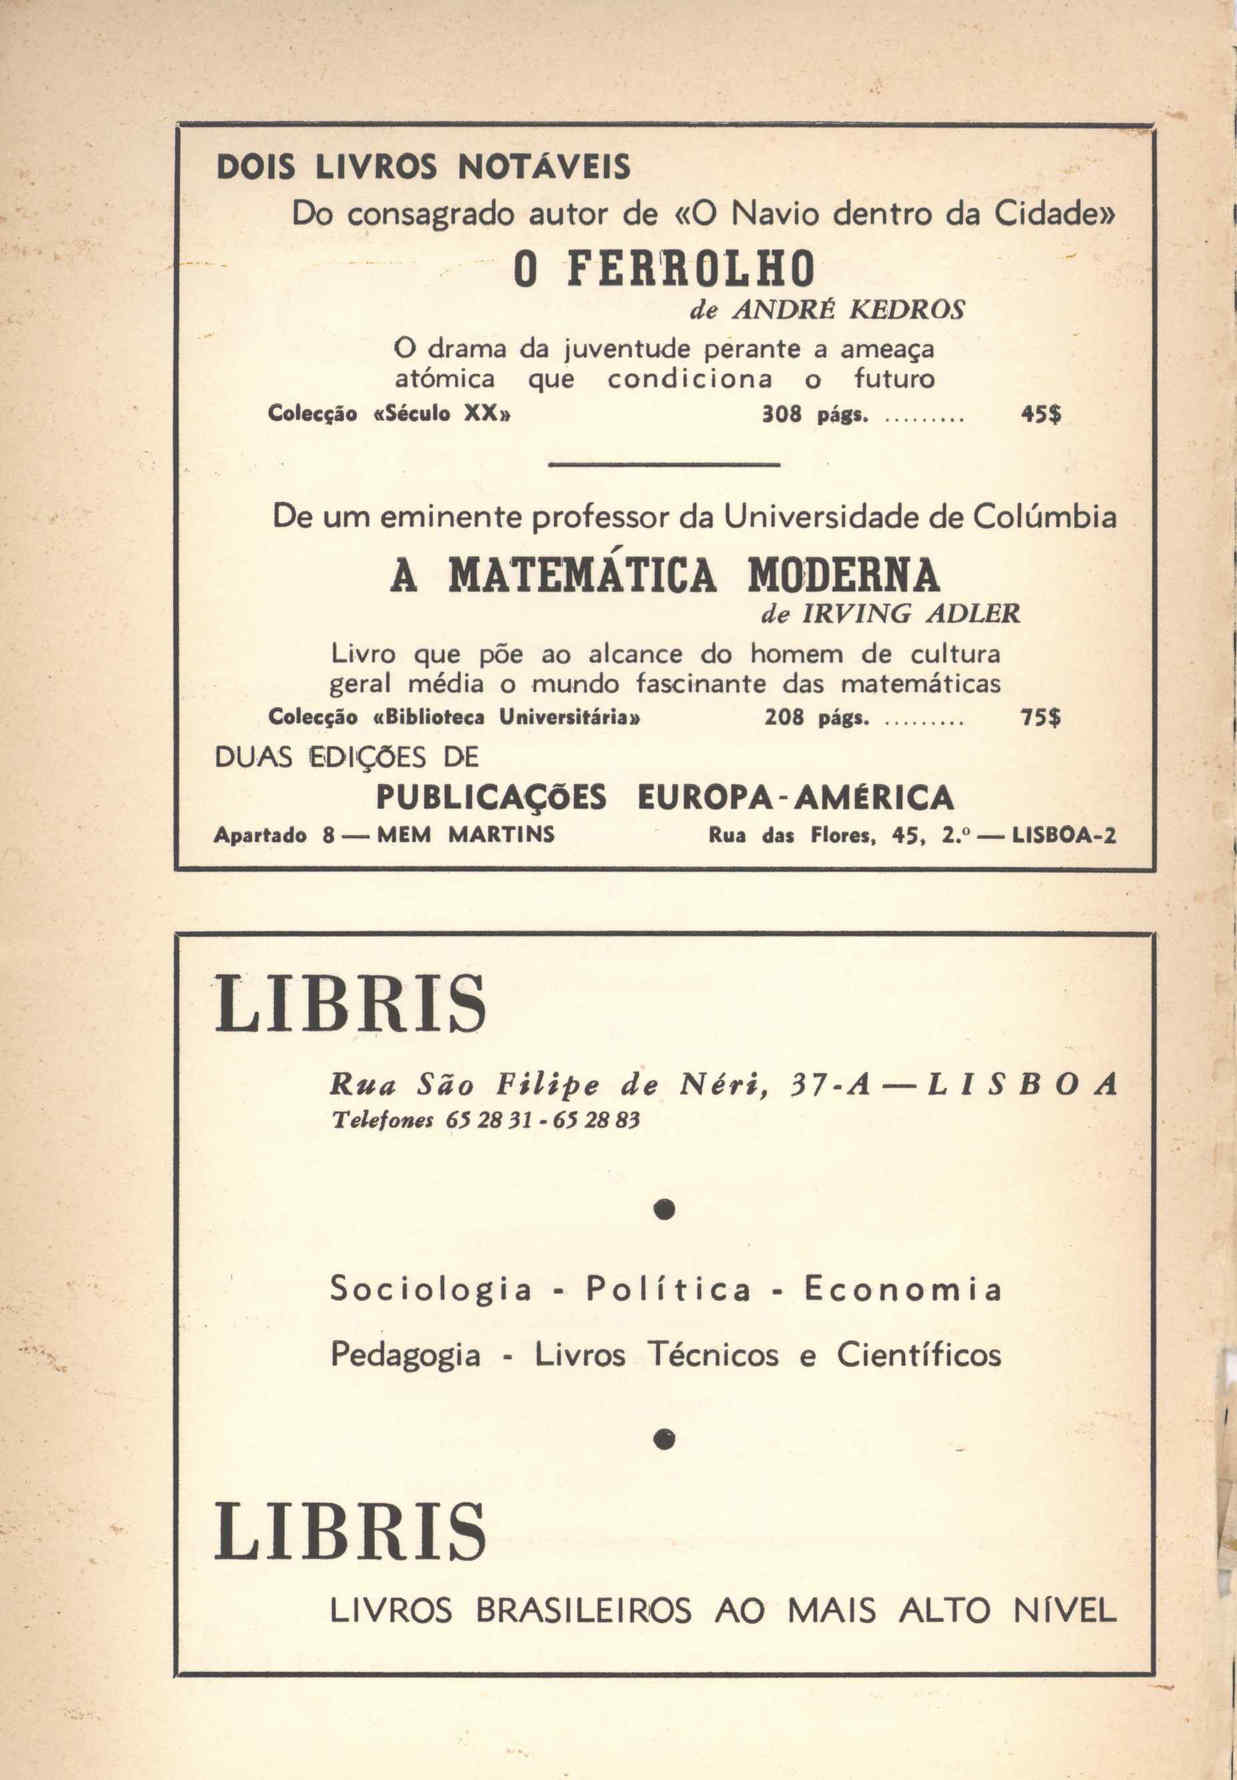 DOIS LIVROS NOTÁVEIS
Do consagrado autor de «O Navio dentro da Cidade»
O FERROLHO
de ANDRÉ KEDROS
O drama da juventude perante a ameaça
atómica que condiciona o futuro
Colecção «Século XX» 308 págs. ......... 45$
De um eminente professor da Universidade de Colúmbia
A MATEMÁTICA MODERNA
de IRVING ADLER
Livro que põe ao alcance do homem de cultura
geral média o mundo fascinante das matemáticas
Colecção «Biblioteca Universitária» 208 págs. ......... 75$
DUAS EDIÇÕES DE
PUBLICAÇÕES EUROPA-AMÉRICA
Apartado 8 — MEM MARTINS Rua das Flores, 45, 2.º — LISBOA-2
LIBRIS
Rua São Filipe de Néri, 37-A — LISBOA
Telefones 65 28 31 - 65 28 83
Sociologia - Política - Economia
Pedagogia - Livros Técnicos e Científicos
LIBRIS
LIVROS BRASILEIROS AO MAIS ALTO NÍVEL